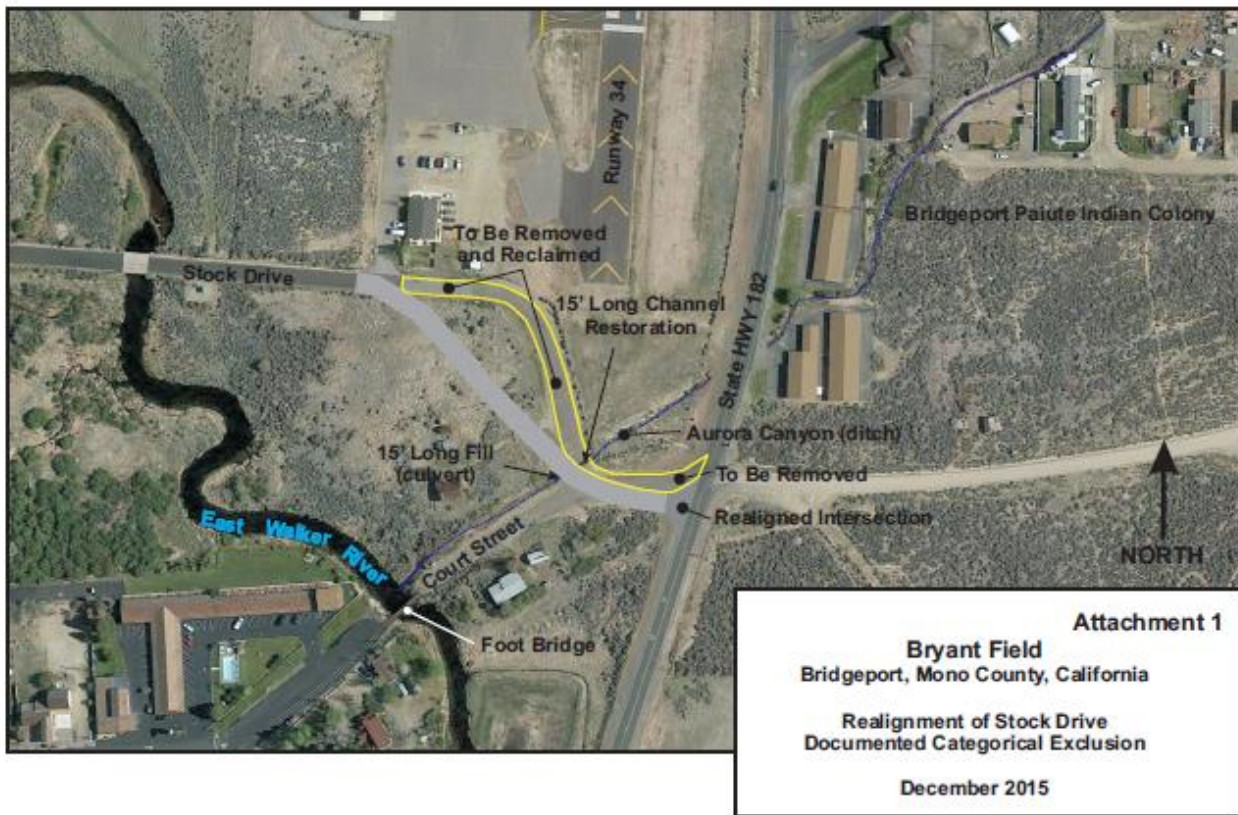 Runway 34
Bridgeport Paiute Indian Colony
To Be Removed
and Reclaimed
Stock Drive
15' Long Channel
Restoration
State HWY 182
Aurora Canyon (ditch)
15' Long Fill
(culvert)
To Be Removed
Realigned Intersection
East Walker River
Court Street
NORTH
Foot Bridge
Attachment 1
Bryant Field
Bridgeport, Mono County, California
Realignment of Stock Drive
Documented Categorical Exclusion
December 2015